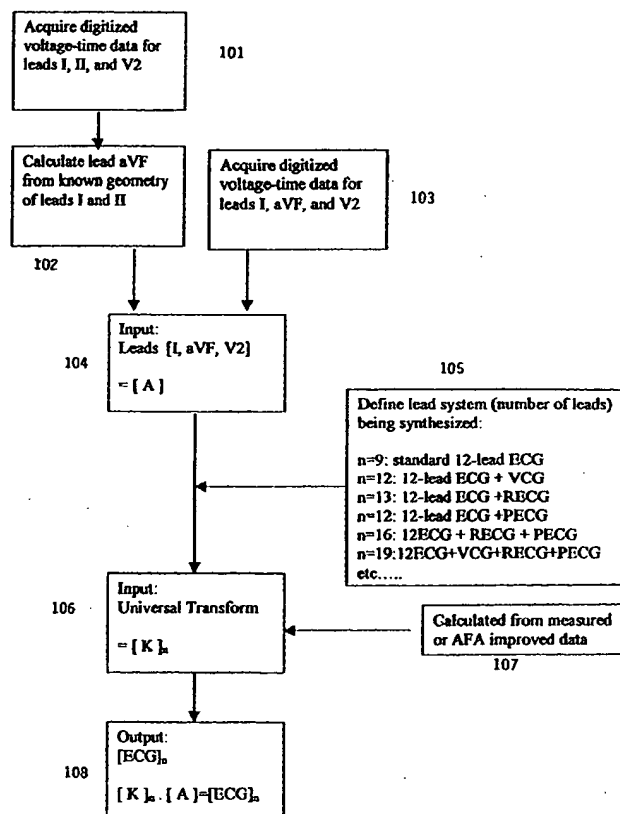 Acquire digitized
voltage-time data for
leads I, II, and V2
101
Calculate lead aVF
from known geometry
of leads I and II
102
Acquire digitized
voltage-time data for
leads I, aVF, and V2
103
Input:
Leads [I, aVF, V2]
= [ A ]
104
105
Define lead system (number of leads)
being synthesized:
n=9: standard 12-lead ECG
n=12: 12-lead ECG + VCG
n=13: 12-lead ECG +RECG
n=12: 12-lead ECG +PECG
n=16: 12ECG + RECG + PECG
n=19:12ECG+VCG+RECG+PECG
etc.....
106
Input:
Universal Transform
= [ K ]n
Calculated from measured
or AFA improved data
107
108
Output:
[ECG]n
[ K ]n . [ A ]=[ECG]n